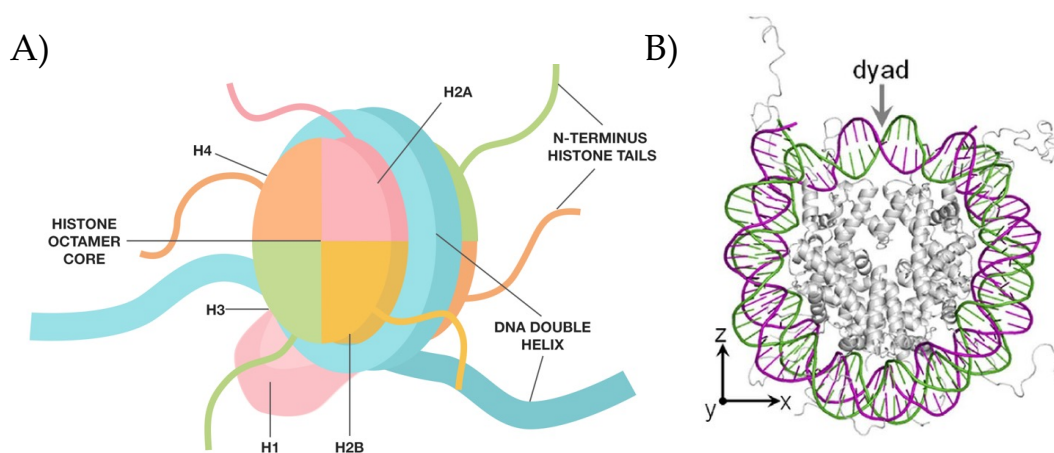 A)
H2A
H4
N-TERMINUS
HISTONE TAILS
HISTONE
OCTAMER
CORE
H3
DNA DOUBLE
HELIX
H1
H2B
B)
dyad
z
y
x